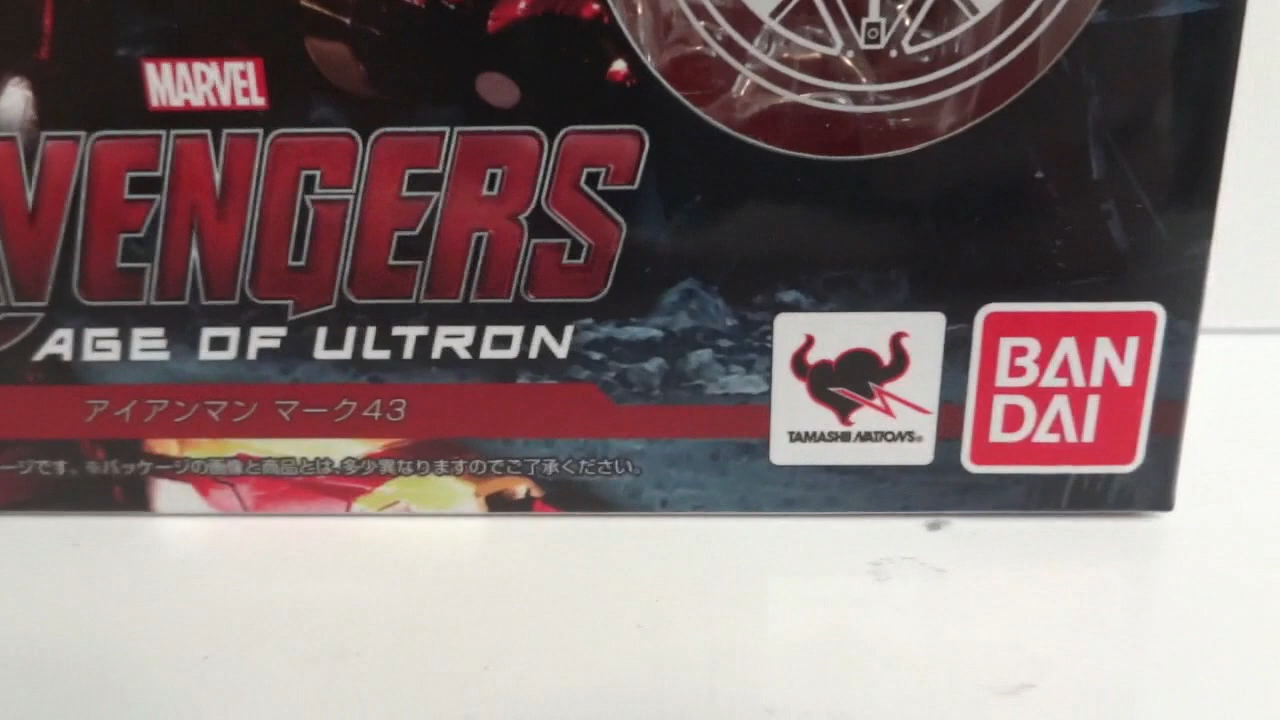 MARVEL
VENGERS
AGE OF ULTRON
アイアンマン マーク43
ージです。※パッケージの画像と商品とは、多少異なりますのでご了承ください。
TAMASHII NATIONS®
BAN
DAI